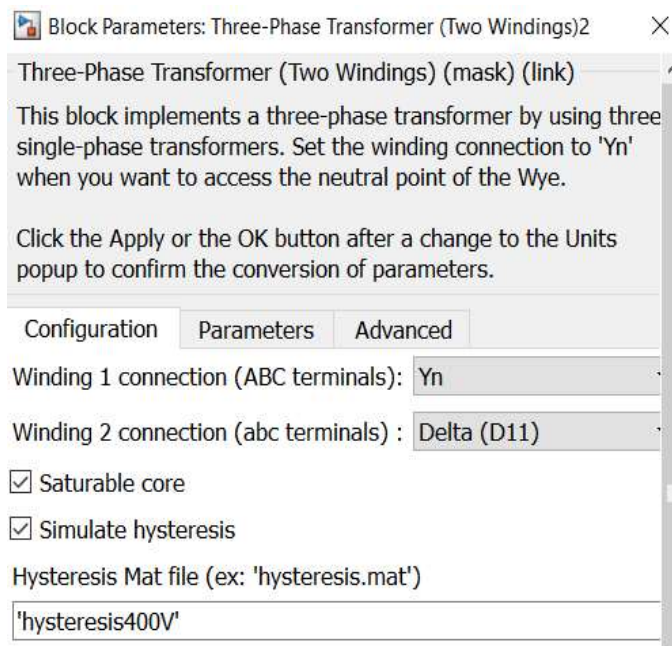 Block Parameters: Three-Phase Transformer (Two Windings)2
Three-Phase Transformer (Two Windings) (mask) (link)
This block implements a three-phase transformer by using three
single-phase transformers. Set the winding connection to 'Yn'
when you want to access the neutral point of the Wye.
Click the Apply or the OK button after a change to the Units
popup to confirm the conversion of parameters.
Configuration Parameters Advanced
Winding 1 connection (ABC terminals): Yn
Winding 2 connection (abc terminals) : Delta (D11)
Saturable core
Simulate hysteresis
Hysteresis Mat file (ex: 'hysteresis.mat')
'hysteresis400V'